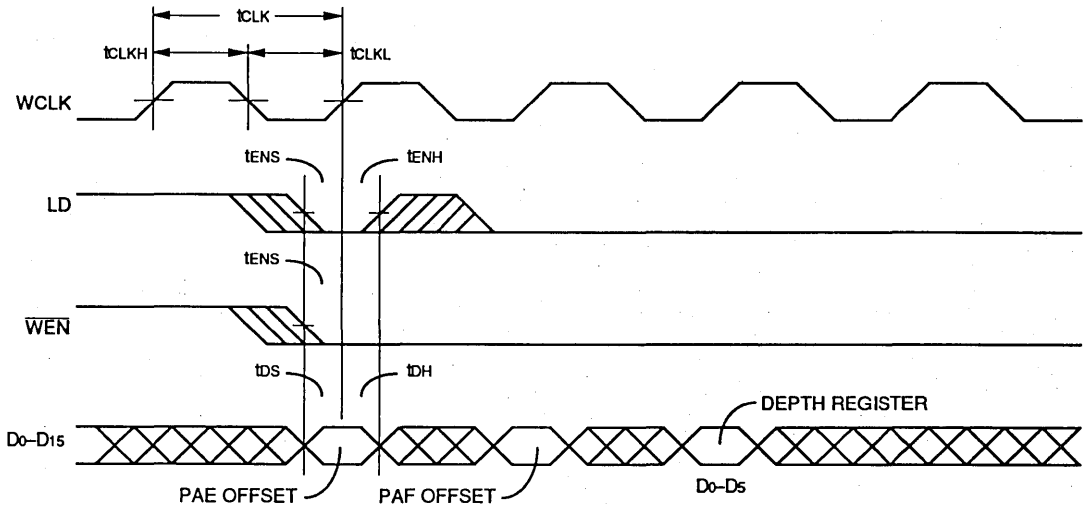 tCLK
tCLKH
tCLKL
WCLK
tENS
tENH
LD
tENS
WEN
tDS
tDH
DEPTH REGISTER
D0–D15
PAE OFFSET
PAF OFFSET
D0–D5